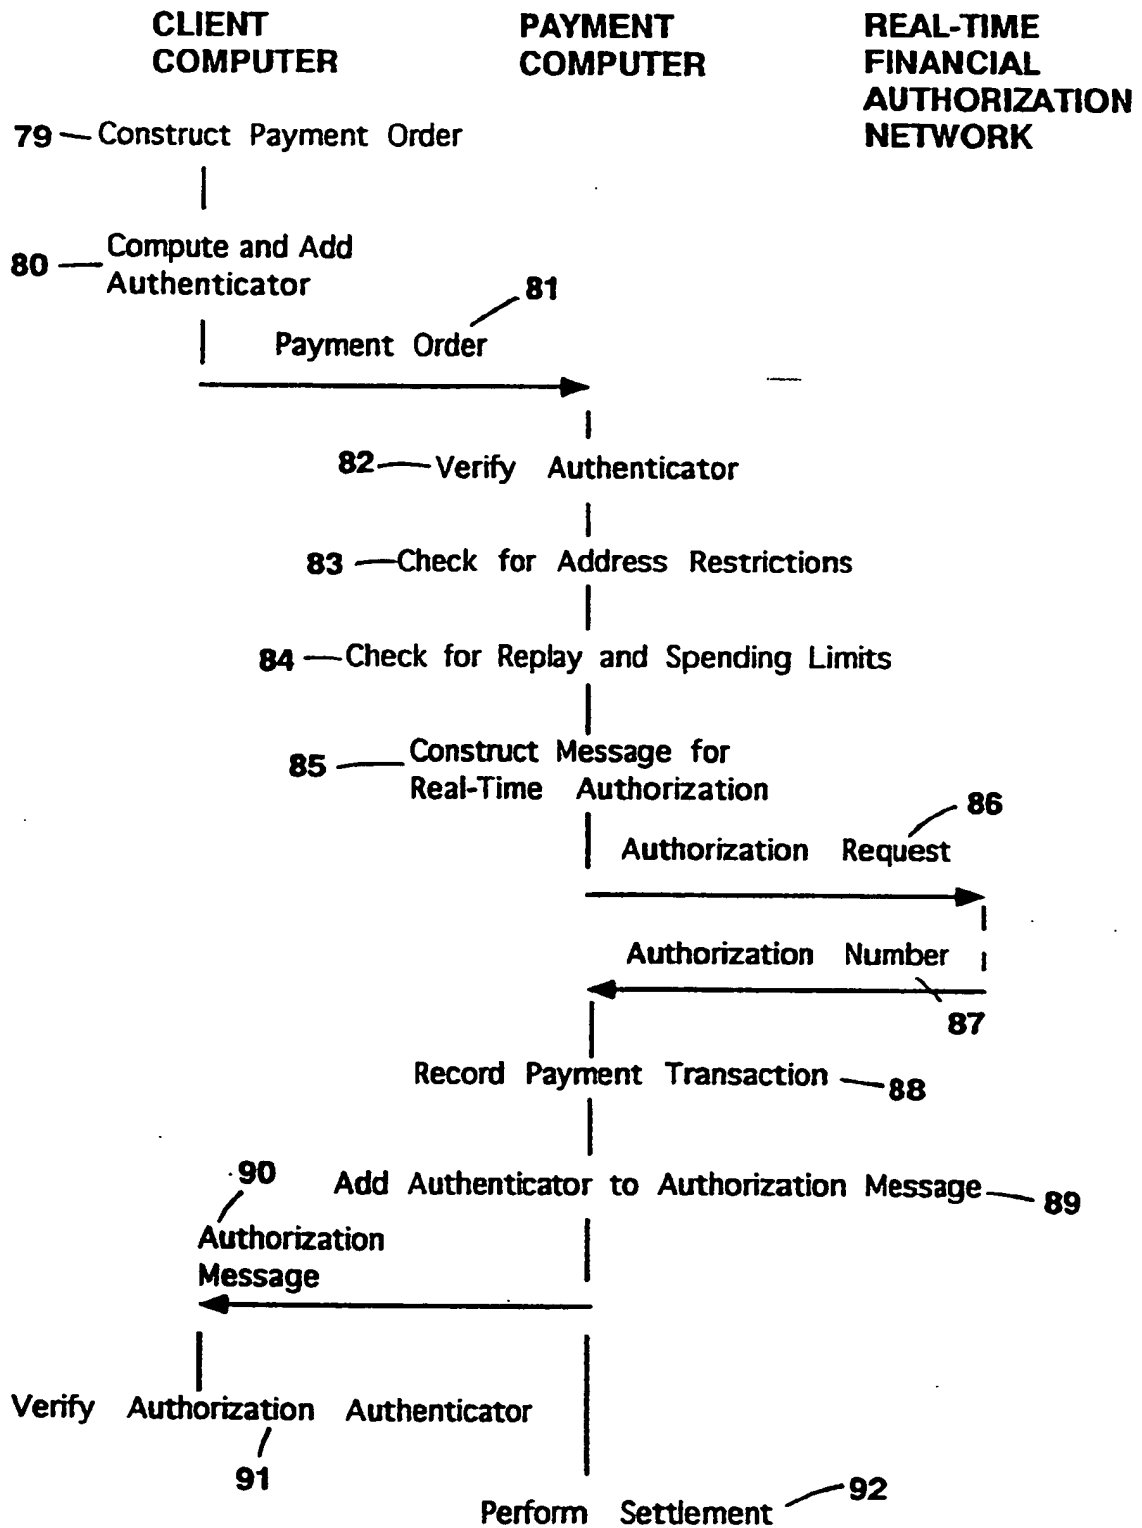 CLIENT
COMPUTER
PAYMENT
COMPUTER
REAL-TIME
FINANCIAL
AUTHORIZATION
NETWORK
79 Construct Payment Order
80 Compute and Add
Authenticator
81
Payment Order
82 Verify Authenticator
83 Check for Address Restrictions
84 Check for Replay and Spending Limits
85 Construct Message for
Real-Time Authorization
86
Authorization Request
Authorization Number
87
Record Payment Transaction 88
Add Authenticator to Authorization Message 89
90
Authorization
Message
Verify Authorization Authenticator
91
Perform Settlement 92